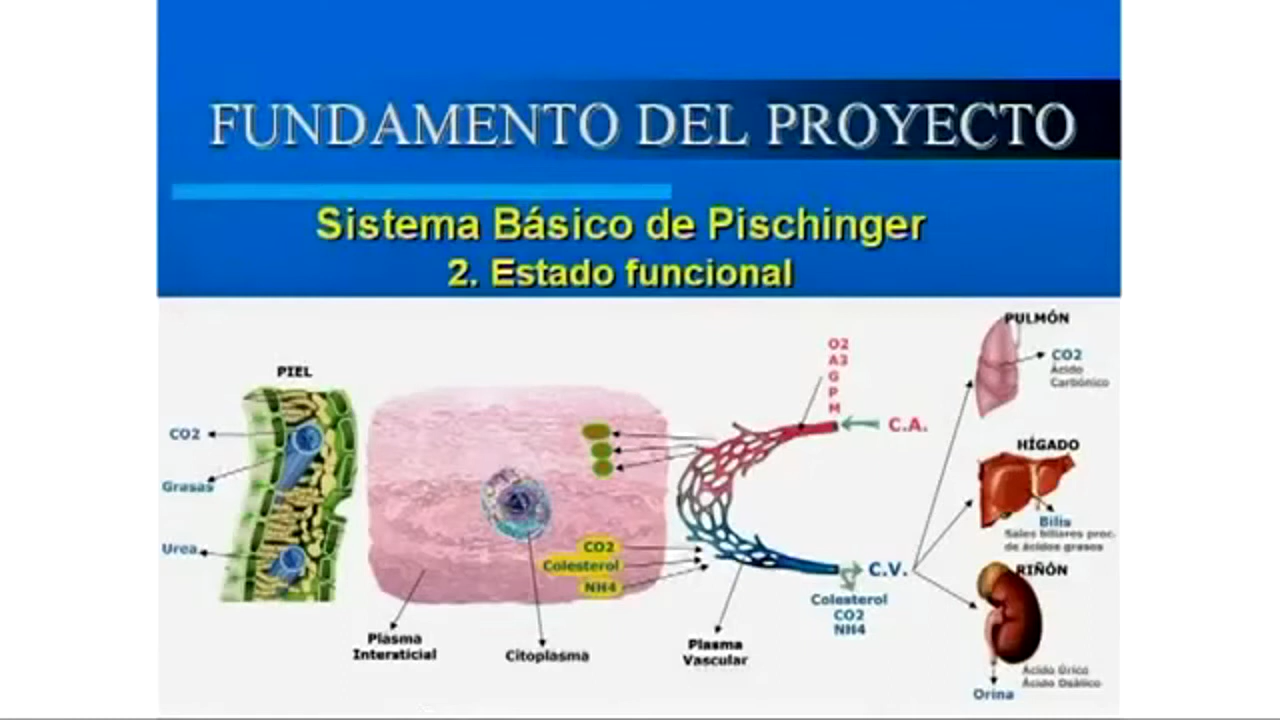 FUNDAMENTO DEL PROYECTO
Sistema Básico de Pischinger
2. Estado funcional
PIEL
CO2
Grasas
Urea
Plasma
Intersticial
Citoplasma
CO2
Colesterol
NH4
O2
A3
G
P
M
C.A.
Plasma
Vascular
C.V.
Colesterol
CO2
NH4
PULMÓN
CO2
Ácido
Carbónico
HÍGADO
Bilis
Sales biliares proc.
de ácidos grasos
RIÑÓN
Ácido Úrico
Ácido Oxálico
Orina